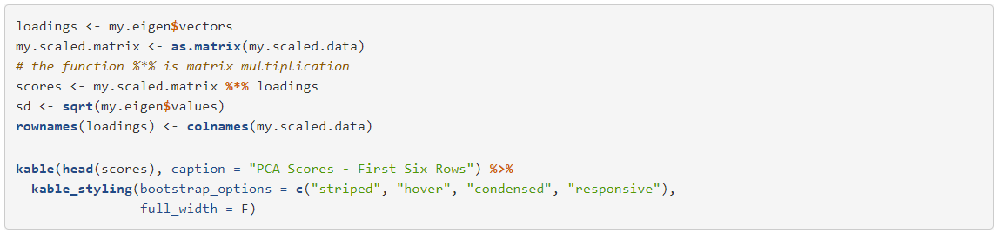 loadings <- my.eigen$vectors
my.scaled.matrix <- as.matrix(my.scaled.data)
# the function %*% is matrix multiplication
scores <- my.scaled.matrix %*% loadings
sd <- sqrt(my.eigen$values)
rownames(loadings) <- colnames(my.scaled.data)

kable(head(scores), caption = "PCA Scores - First Six Rows") %>%
  kable_styling(bootstrap_options = c("striped", "hover", "condensed", "responsive"),
                full_width = F)